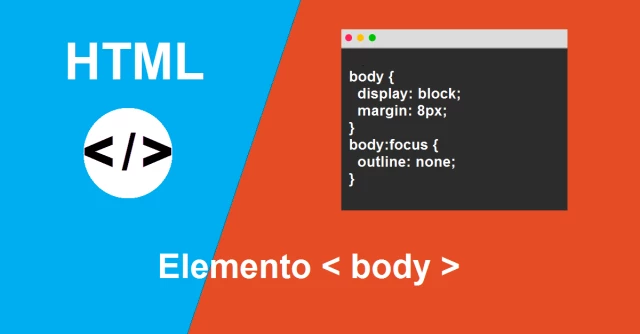 HTML
</>
body {
  display: block;
  margin: 8px;
}
body:focus {
  outline: none;
}
Elemento < body >